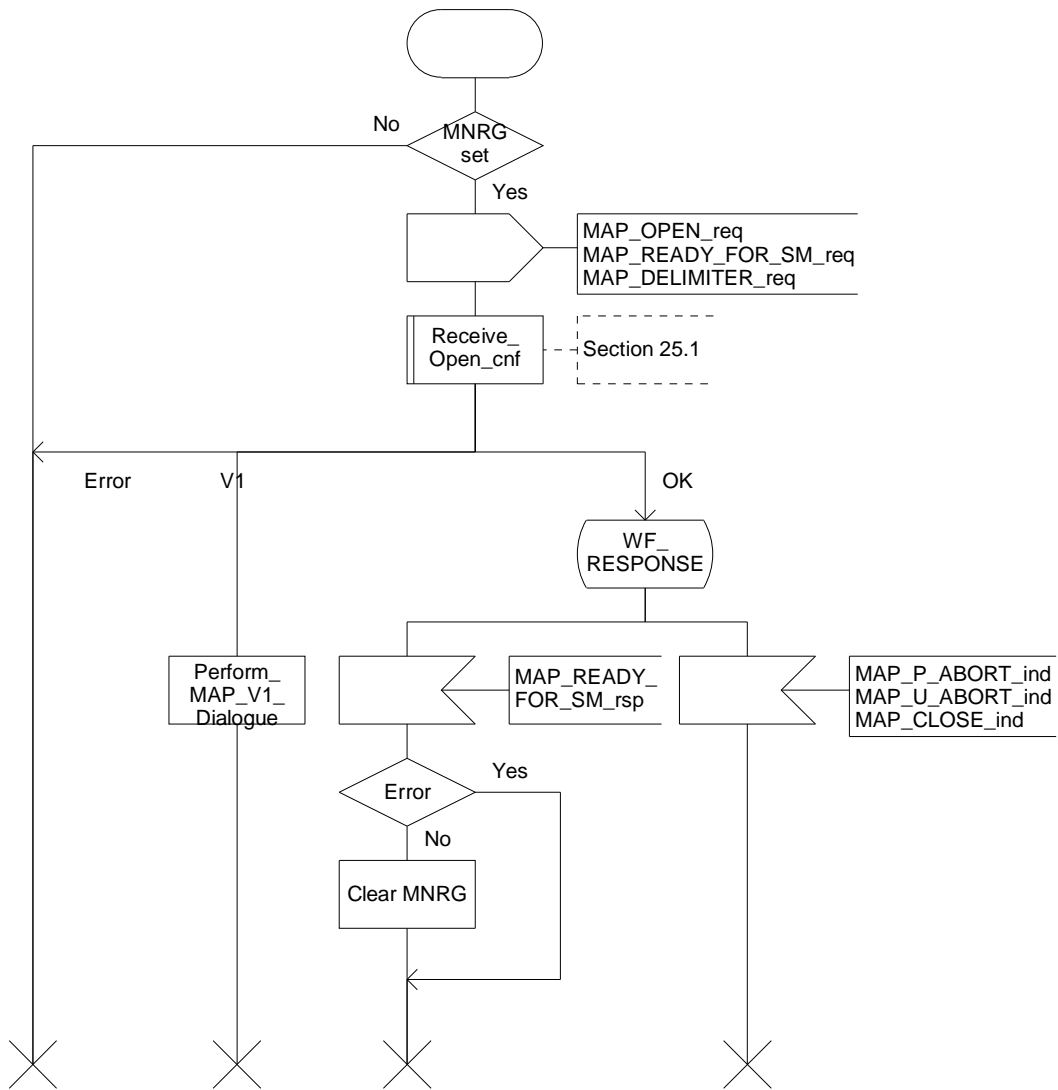 No
MNRG
set
Yes
MAP_OPEN_req
MAP_READY_FOR_SM_req
MAP_DELIMITER_req
Receive_
Open_cnf
Section 25.1
Error
V1
OK
WF_
RESPONSE
Perform_
MAP_V1_
Dialogue
MAP_READY_
FOR_SM_rsp
MAP_P_ABORT_ind
MAP_U_ABORT_ind
MAP_CLOSE_ind
Error
Yes
No
Clear MNRG